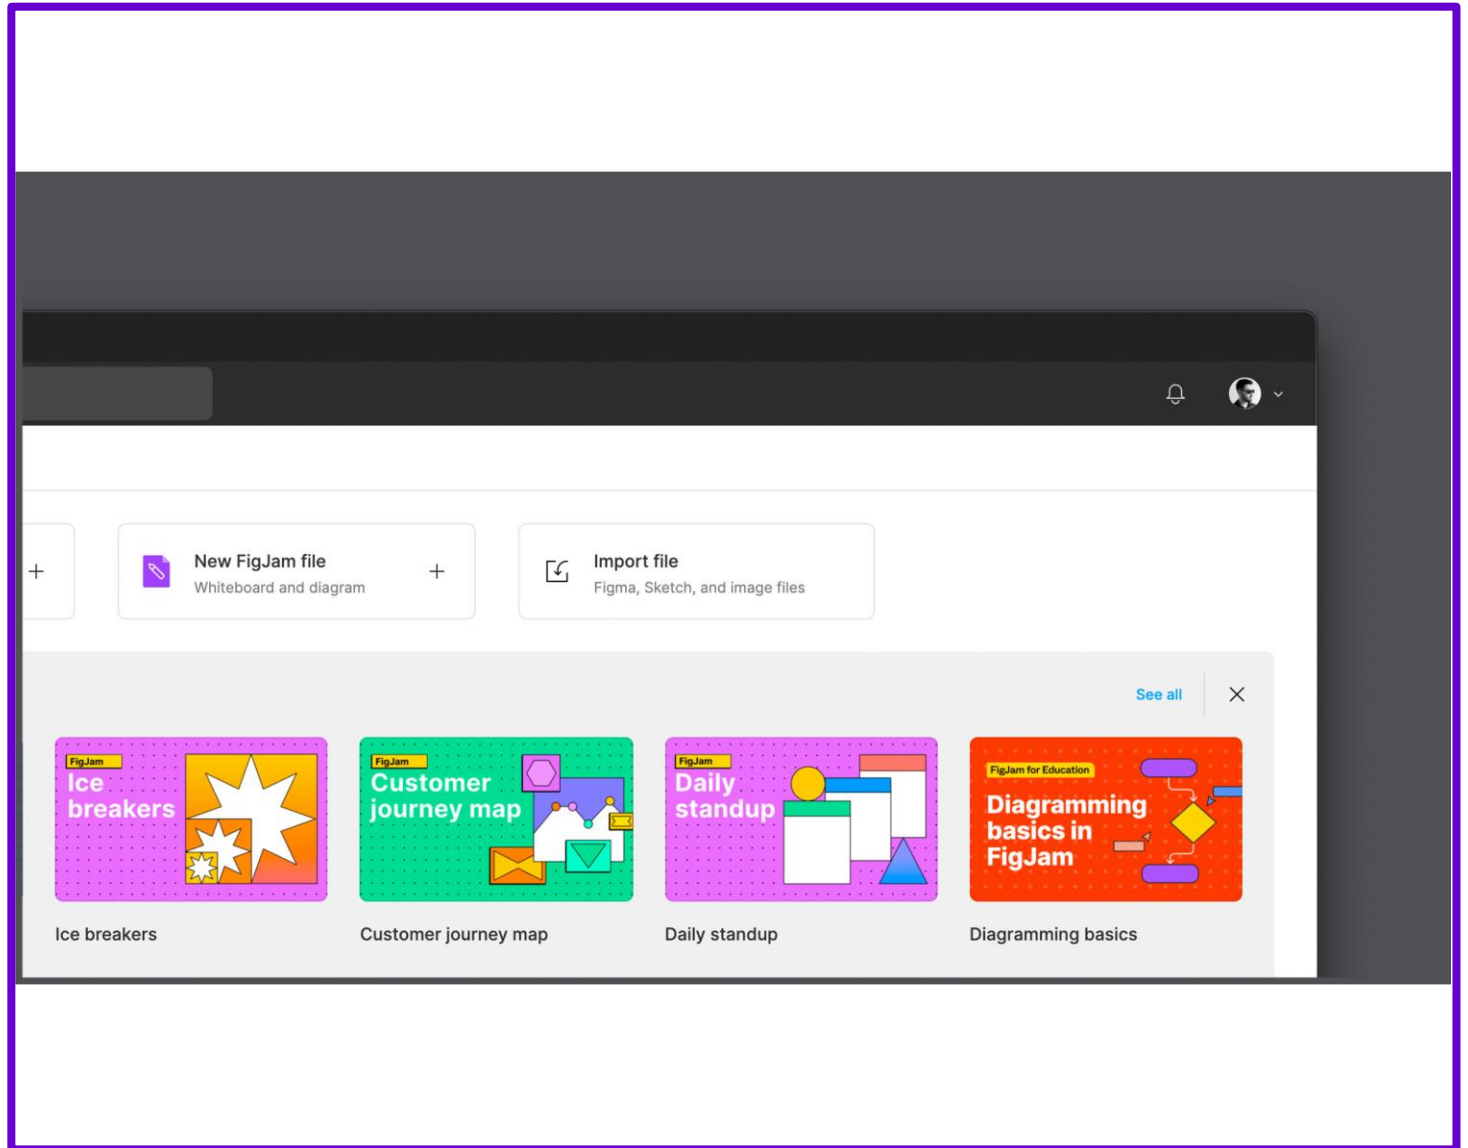 New FigJam file
Whiteboard and diagram
Import file
Figma, Sketch, and image files
See all
FigJam
Ice
breakers
FigJam
Customer
journey map
FigJam
Daily
standup
FigJam for Education
Diagramming
basics in
FigJam
Ice breakers
Customer journey map
Daily standup
Diagramming basics